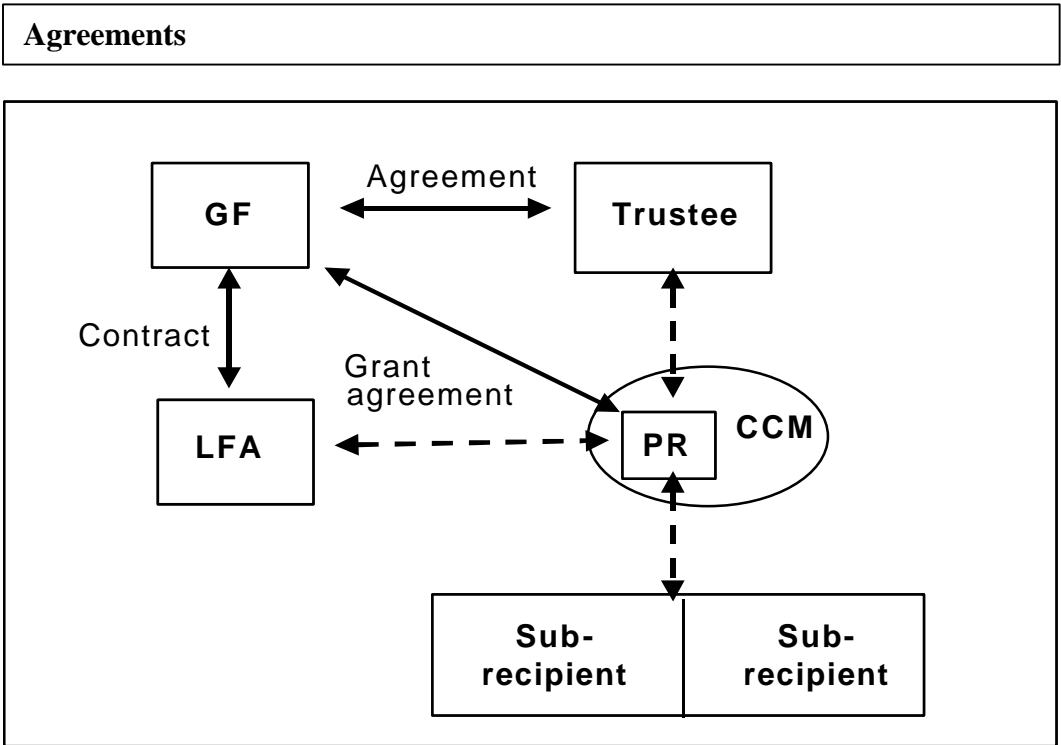 Agreements
GF
Agreement
Trustee
Contract
Grant
agreement
LFA
PR
CCM
Sub-
recipient
Sub-
recipient